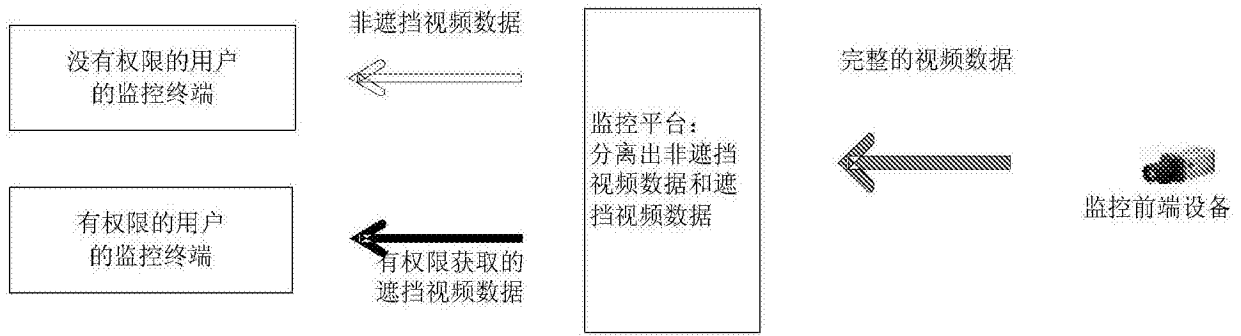 非遮挡视频数据
没有权限的用户
的监控终端
完整的视频数据
监控平台：
分离出非遮挡
视频数据和遮
挡视频数据
监控前端设备
有权限的用户
的监控终端
有权限获取的
遮挡视频数据